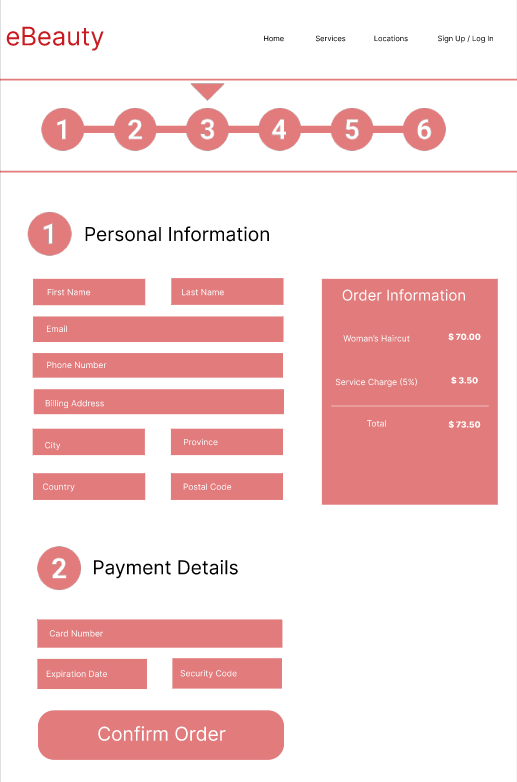 eBeauty
Home Services Locations Sign Up / Log In
1 2 3 4 5 6
1 Personal Information
First Name Last Name
Email
Phone Number
Billing Address
City Province
Country Postal Code
Order Information
Woman's Haircut $ 70.00
Service Charge (5%) $ 3.50
Total $ 73.50
2 Payment Details
Card Number
Expiration Date Security Code
Confirm Order